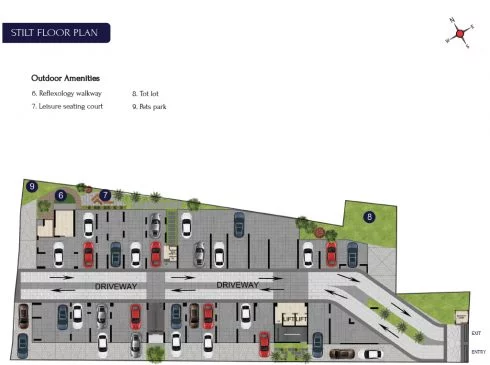 STILT FLOOR PLAN
N
E
W
S
Outdoor Amenities
6. Reflexology walkway
7. Leisure seating court
8. Tot lot
9. Pets park
9
6
7
8
DRIVEWAY
DRIVEWAY
LIFT LIFT
EXIT
ENTRY